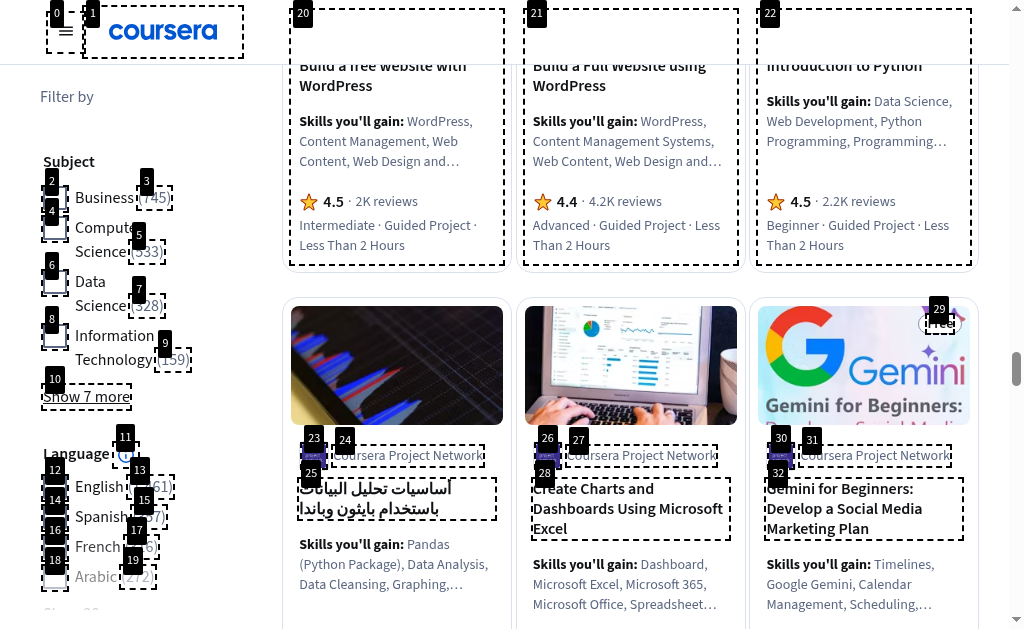 0
1
coursera
Filter by
Subject
2
3
Business (745)
4
5
Science (533)
6
Data
7
Science (328)
8
Information
9
Technology (159)
10
Show 7 more
11
Language
12
13
English
14
15
Spanish
16
17
French
18
19
Arabic (272)
20
Build a free website with
WordPress
Skills you'll gain: WordPress,
Content Management, Web
Content, Web Design and…
4.5 · 2K reviews
Intermediate · Guided Project ·
Less Than 2 Hours
21
Build a Full Website using
WordPress
Skills you'll gain: WordPress,
Content Management Systems,
Web Content, Web Design and…
4.4 · 4.2K reviews
Advanced · Guided Project · Less
Than 2 Hours
22
Introduction to Python
Skills you'll gain: Data Science,
Web Development, Python
Programming, Programming…
4.5 · 2.2K reviews
Beginner · Guided Project · Less
Than 2 Hours
23
24
Coursera Project Network
25
أساسيات تحليل البيانات
باستخدام بايثون وباندا
Skills you'll gain: Pandas
(Python Package), Data Analysis,
Data Cleansing, Graphing,…
26
27
Coursera Project Network
28
Create Charts and
Dashboards Using Microsoft
Excel
Skills you'll gain: Dashboard,
Microsoft Excel, Microsoft 365,
Microsoft Office, Spreadsheet…
29
Free
Gemini
Gemini for Beginners:
30
31
Coursera Project Network
32
Gemini for Beginners:
Develop a Social Media
Marketing Plan
Skills you'll gain: Timelines,
Google Gemini, Calendar
Management, Scheduling,…